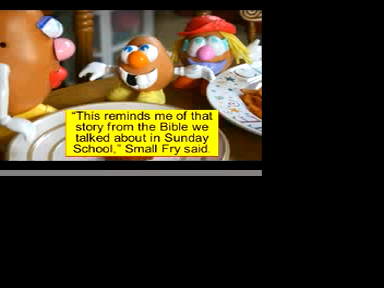 "This reminds me of that
story from the Bible we
talked about in Sunday
School," Small Fry said.